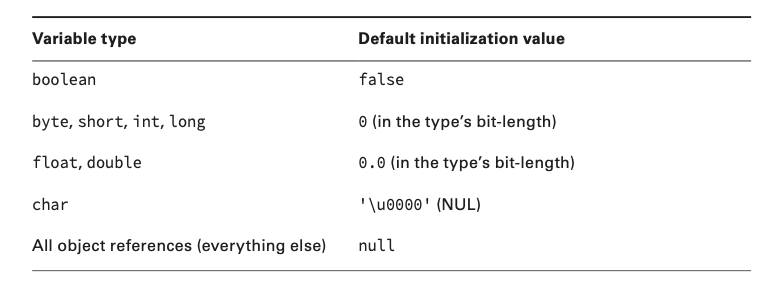 Variable type Default initialization value
boolean false
byte, short, int, long 0 (in the type’s bit-length)
float, double 0.0 (in the type’s bit-length)
char '\u0000' (NUL)
All object references (everything else) null